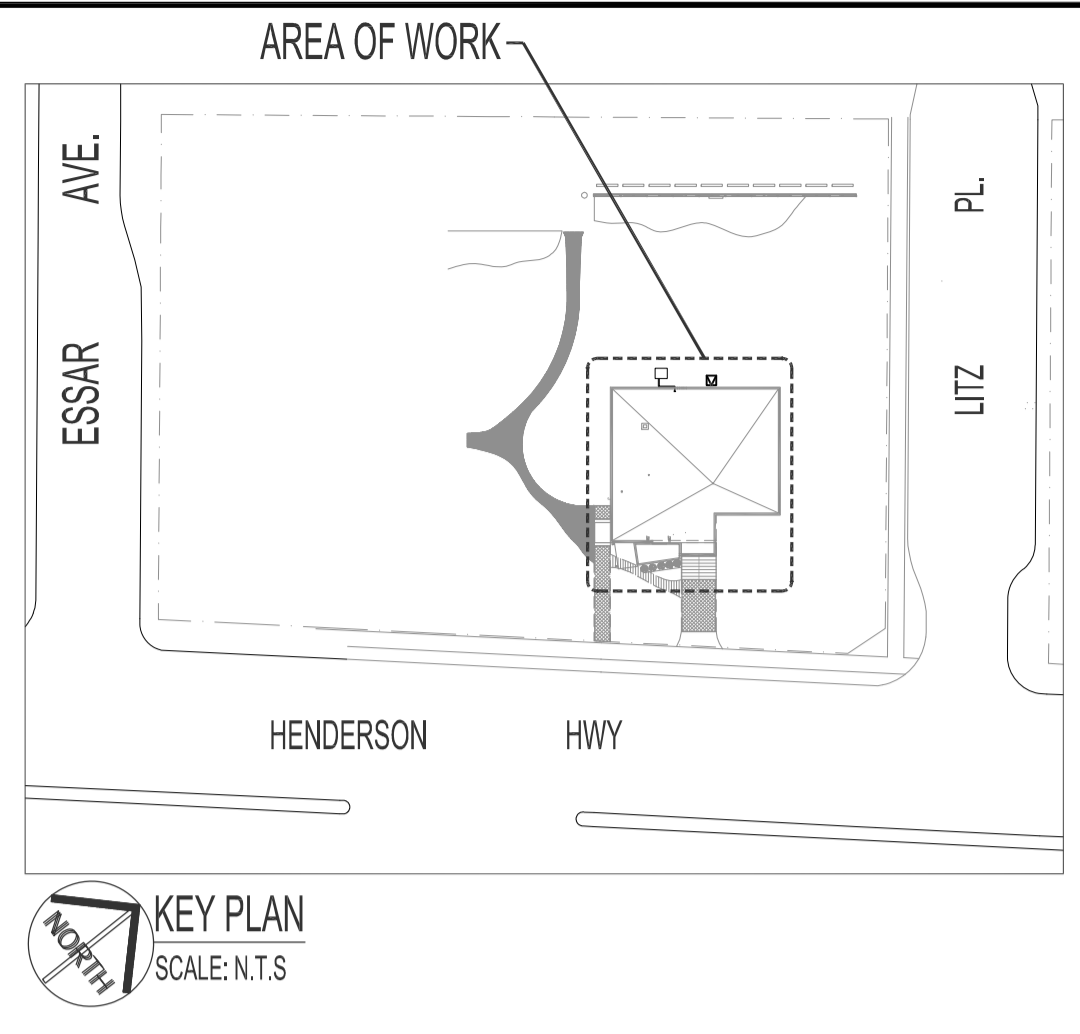 AREA OF WORK
ESSAR AVE.
LITZ PL.
HENDERSON HWY
NORTH
KEY PLAN
SCALE: N.T.S